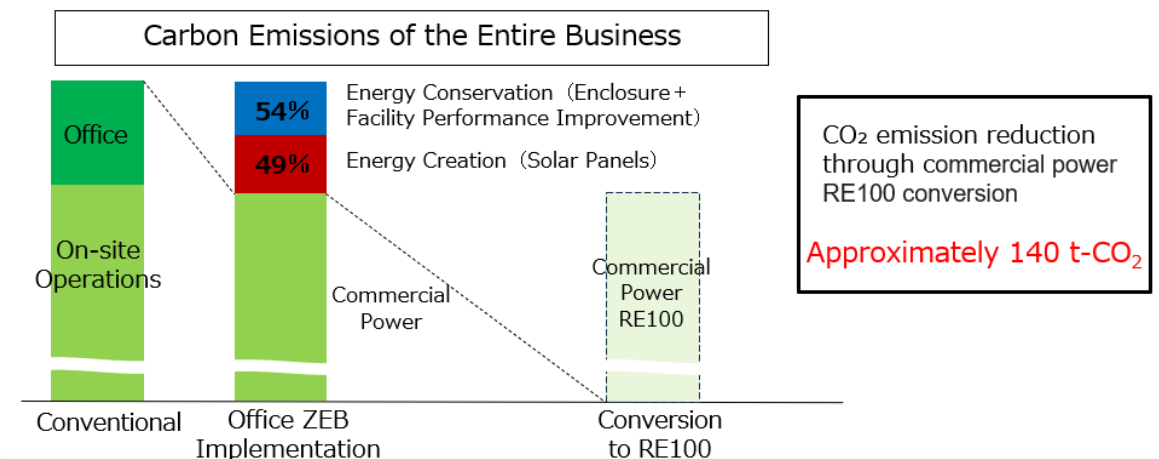 Carbon Emissions of the Entire Business
Office
On-site
Operations
54%
49%
Energy Conservation（Enclosure＋
Facility Performance Improvement）
Energy Creation（Solar Panels）
Commercial
Power
Commercial
Power
RE100
CO₂ emission reduction
through commercial power
RE100 conversion
Approximately 140 t-CO₂
Conventional
Office ZEB
Implementation
Conversion
to RE100